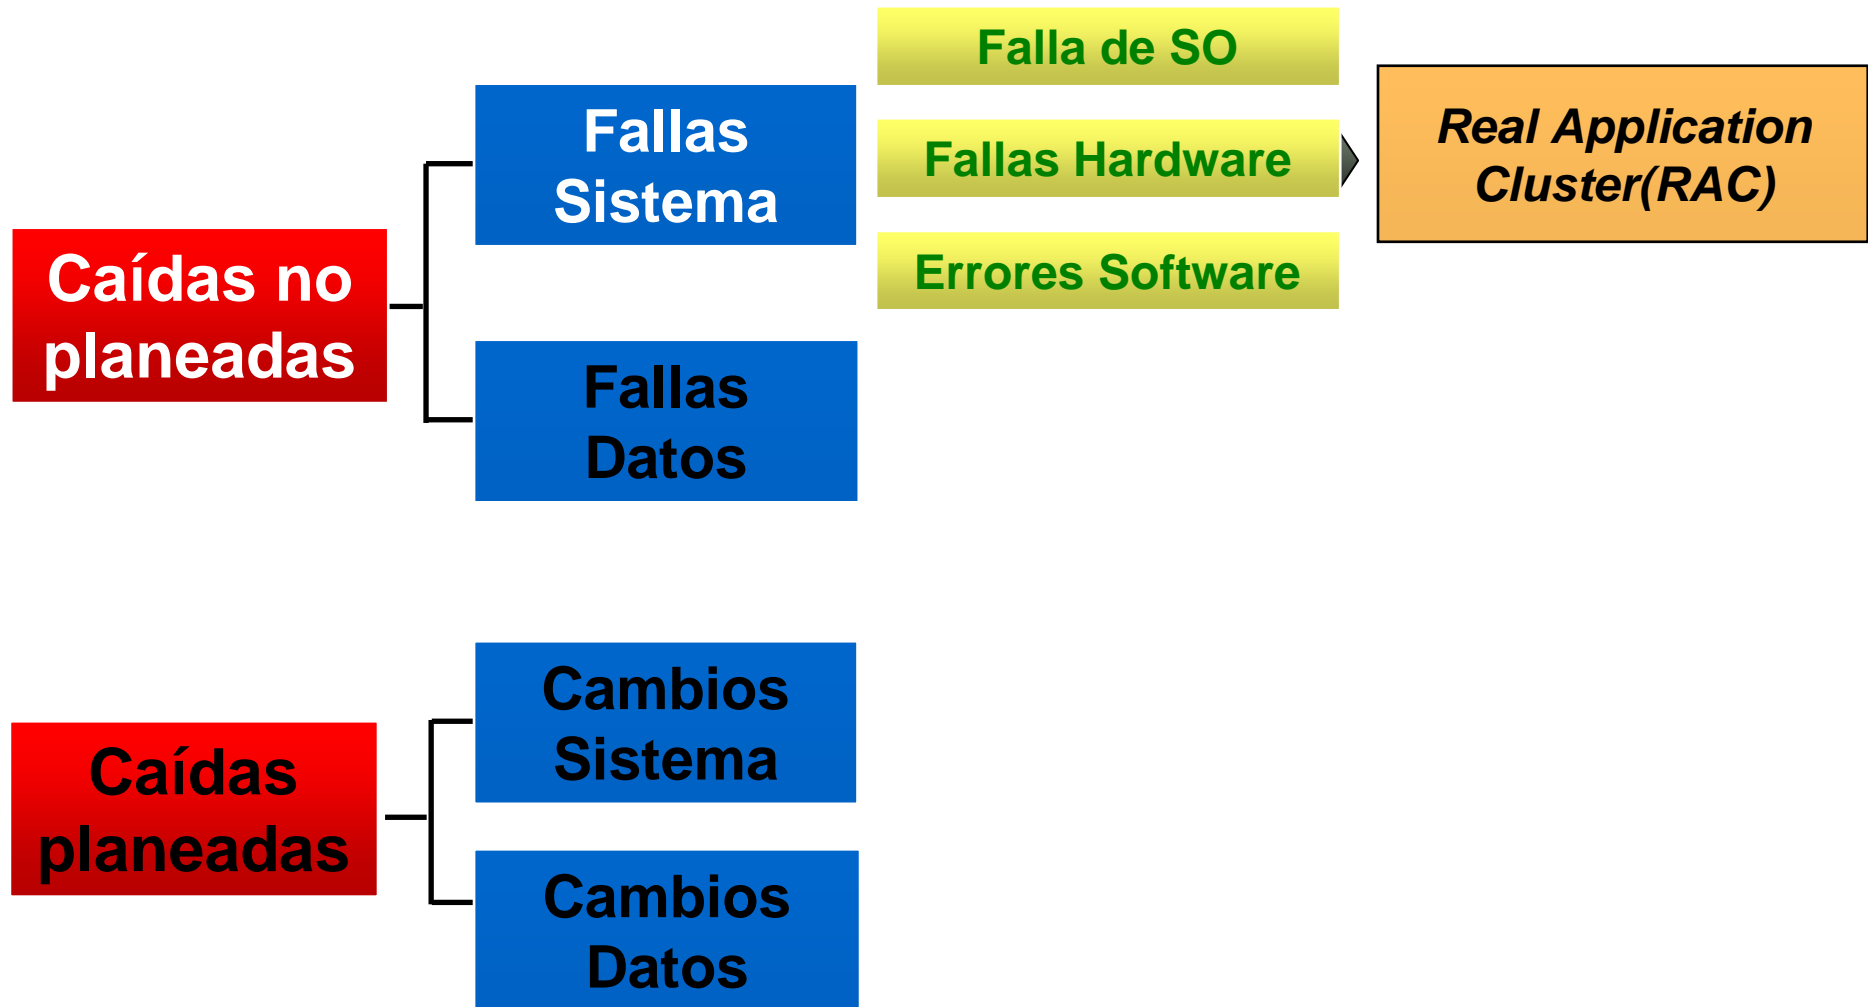 Caídas no
planeadas
Fallas
Sistema
Falla de SO
Fallas Hardware
Errores Software
Real Application
Cluster(RAC)
Fallas
Datos
Caídas
planeadas
Cambios
Sistema
Cambios
Datos